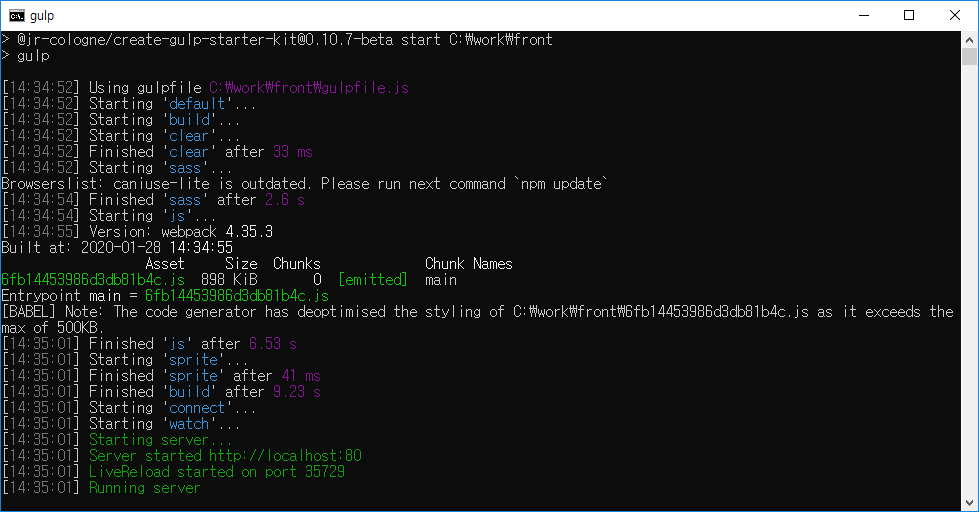 gulp
> @jr-cologne/create-gulp-starter-kit@0.10.7-beta start C:₩work₩front
> gulp
[14:34:52] Using gulpfile C:₩work₩front₩gulpfile.js
[14:34:52] Starting 'default'...
[14:34:52] Starting 'build'...
[14:34:52] Starting 'clear'...
[14:34:52] Finished 'clear' after 33 ms
[14:34:52] Starting 'sass'...
Browserslist: caniuse-lite is outdated. Please run next command `npm update`
[14:34:54] Finished 'sass' after 2.6 s
[14:34:54] Starting 'js'...
[14:34:55] Version: webpack 4.35.3
Built at: 2020-01-28 14:34:55
Asset Size Chunks Chunk Names
6fb14453986d3db81b4c.js 898 KiB 0 [emitted] main
Entrypoint main = 6fb14453986d3db81b4c.js
[BABEL] Note: The code generator has deoptimised the styling of C:₩work₩front₩6fb14453986d3db81b4c.js as it exceeds the
max of 500KB.
[14:35:01] Finished 'js' after 6.53 s
[14:35:01] Starting 'sprite'...
[14:35:01] Finished 'sprite' after 41 ms
[14:35:01] Finished 'build' after 9.23 s
[14:35:01] Starting 'connect'...
[14:35:01] Starting 'watch'...
[14:35:01] Starting server...
[14:35:01] Server started http://localhost:80
[14:35:01] LiveReload started on port 35729
[14:35:01] Running server